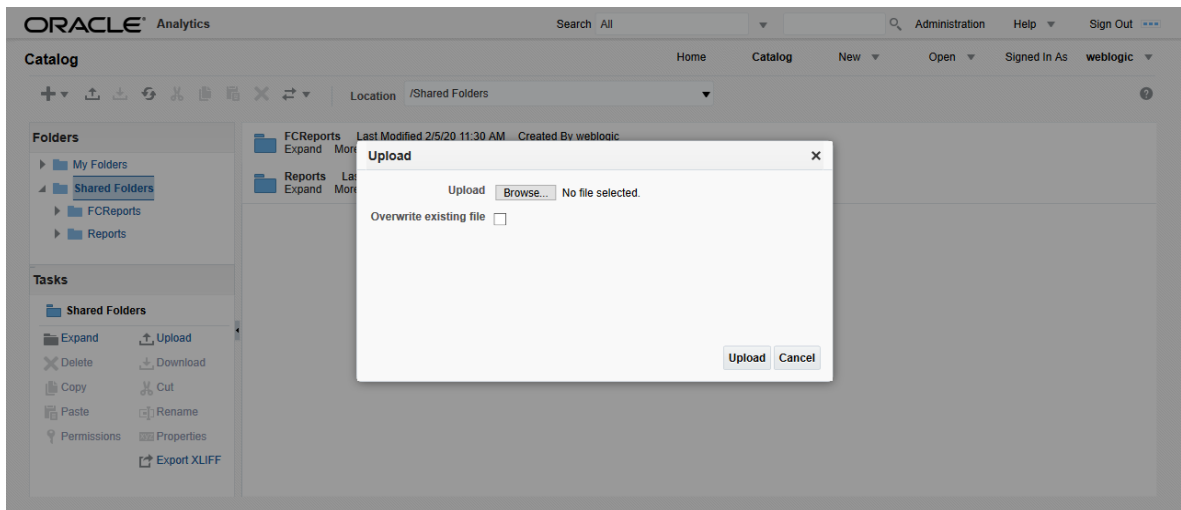 ORACLE Analytics Search All Administration Help Sign Out
Catalog Home Catalog New Open Signed In As weblogic
Location /Shared Folders
Folders
My Folders
Shared Folders
FCReports
Reports
FCReports Last Modified 2/5/20 11:30 AM Created By weblogic
Expand More
Reports Las
Expand More
Upload
Upload Browse... No file selected.
Overwrite existing file
Upload Cancel
Tasks
Shared Folders
Expand Upload
Delete Download
Copy Cut
Paste Rename
Permissions Properties
Export XLIFF